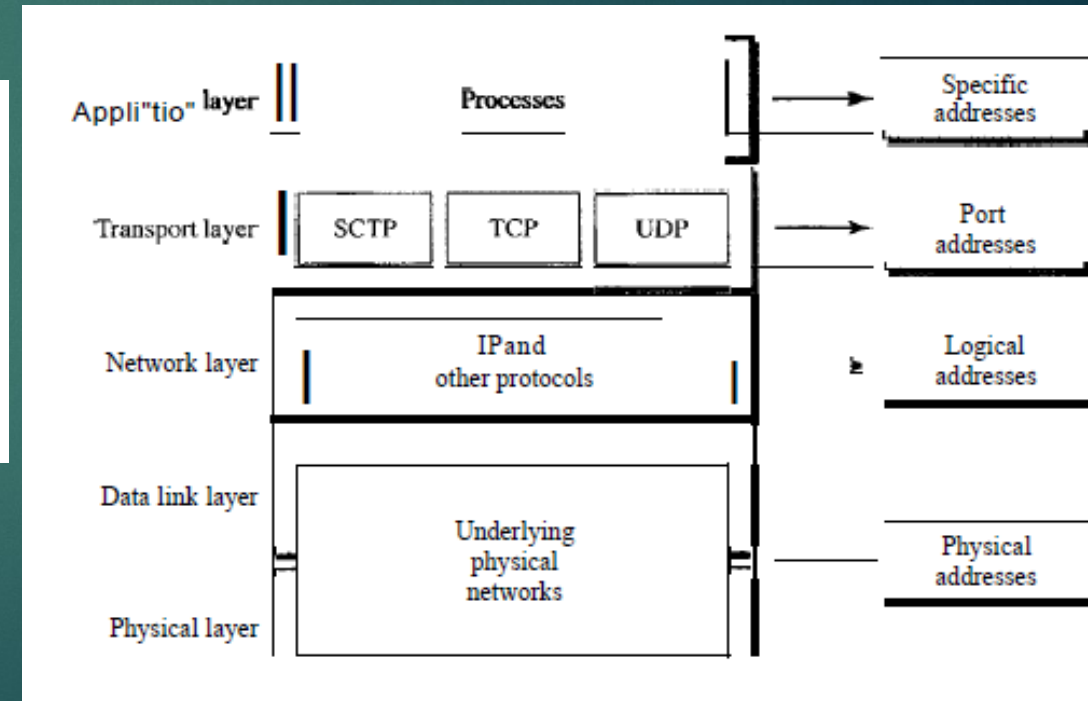 Appli"tio" layer
Processes
Specific
addresses
Transport layer
SCTP
TCP
UDP
Port
addresses
Network layer
IPand
other protocols
Logical
addresses
Data link layer
Underlying
physical
networks
Physical
addresses
Physical layer